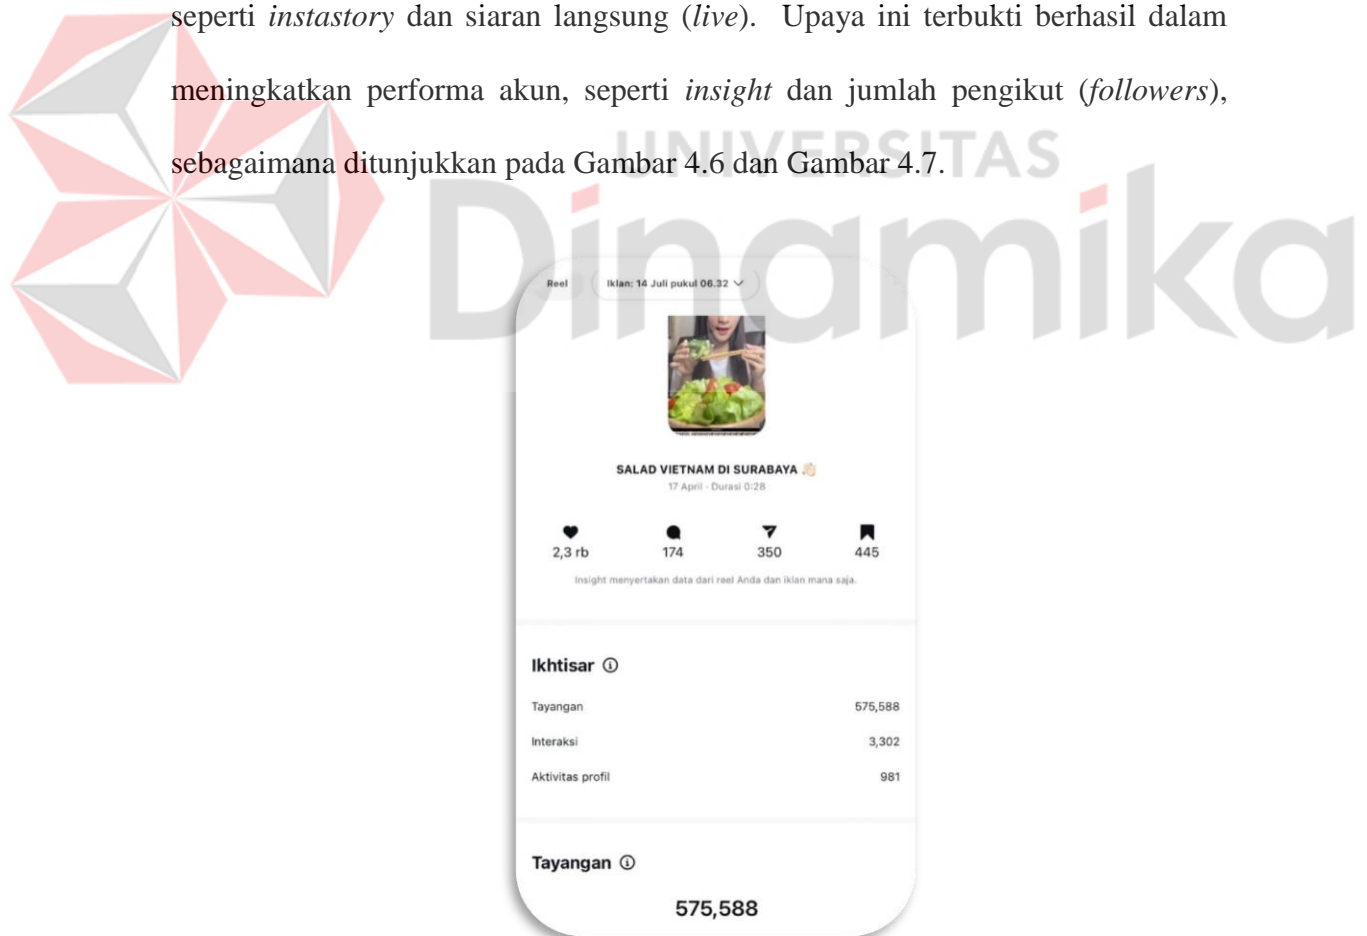 seperti instastory dan siaran langsung (live). Upaya ini terbukti berhasil dalam
meningkatkan performa akun, seperti insight dan jumlah pengikut (followers),
sebagaimana ditunjukkan pada Gambar 4.6 dan Gambar 4.7.
UNIVERSITAS
Dinamika
Reel Iklan: 14 Juli pukul 06.32
SALAD VIETNAM DI SURABAYA 👏🏻
17 April - Durasi 0:28
2,3 rb 174 350 445
Insight menyertakan data dari reel Anda dan iklan mana saja.
Ikhtisar
Tayangan 575,588
Interaksi 3,302
Aktivitas profil 981
Tayangan
575,588